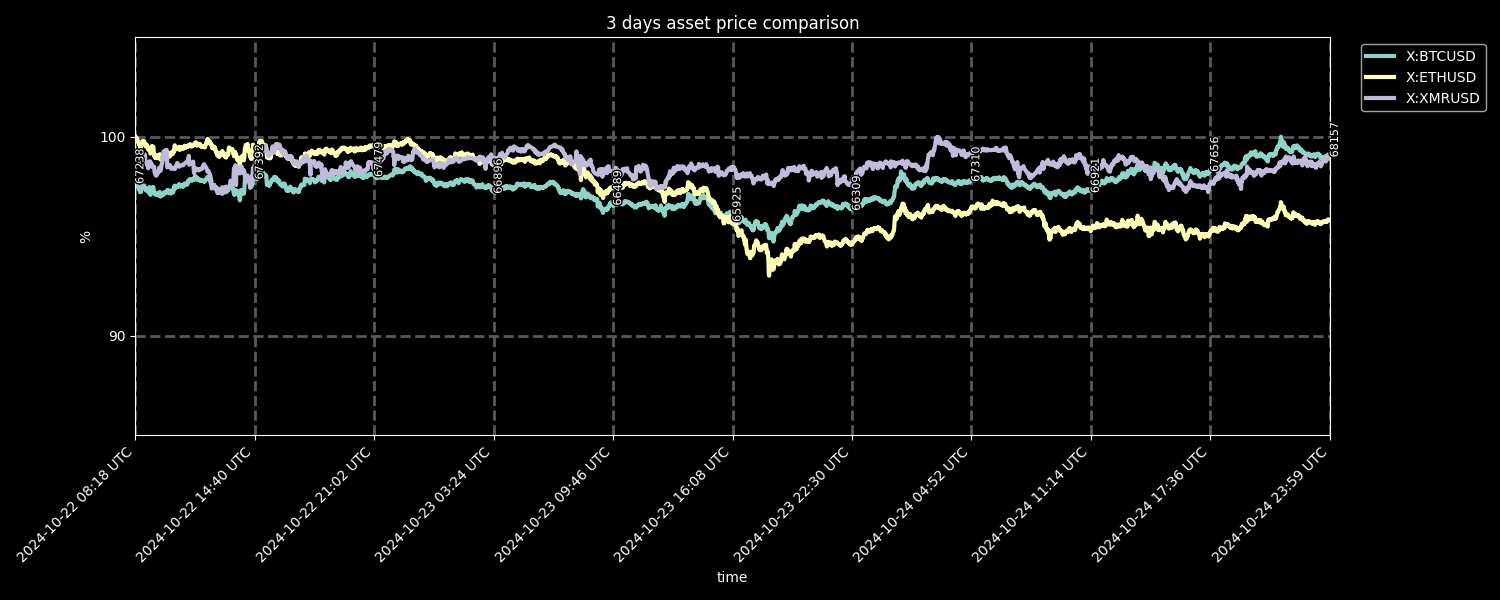 3 days asset price comparison
X:BTCUSD
X:ETHUSD
X:XMRUSD
100
90
%
67392
67479
66896
65925
66309
67310
66921
67656
68157
2024-10-22 08:18 UTC
2024-10-22 14:40 UTC
2024-10-22 21:02 UTC
2024-10-23 03:24 UTC
2024-10-23 09:46 UTC
2024-10-23 16:08 UTC
2024-10-23 22:30 UTC
2024-10-24 04:52 UTC
2024-10-24 11:14 UTC
2024-10-24 17:36 UTC
2024-10-24 23:59 UTC
time